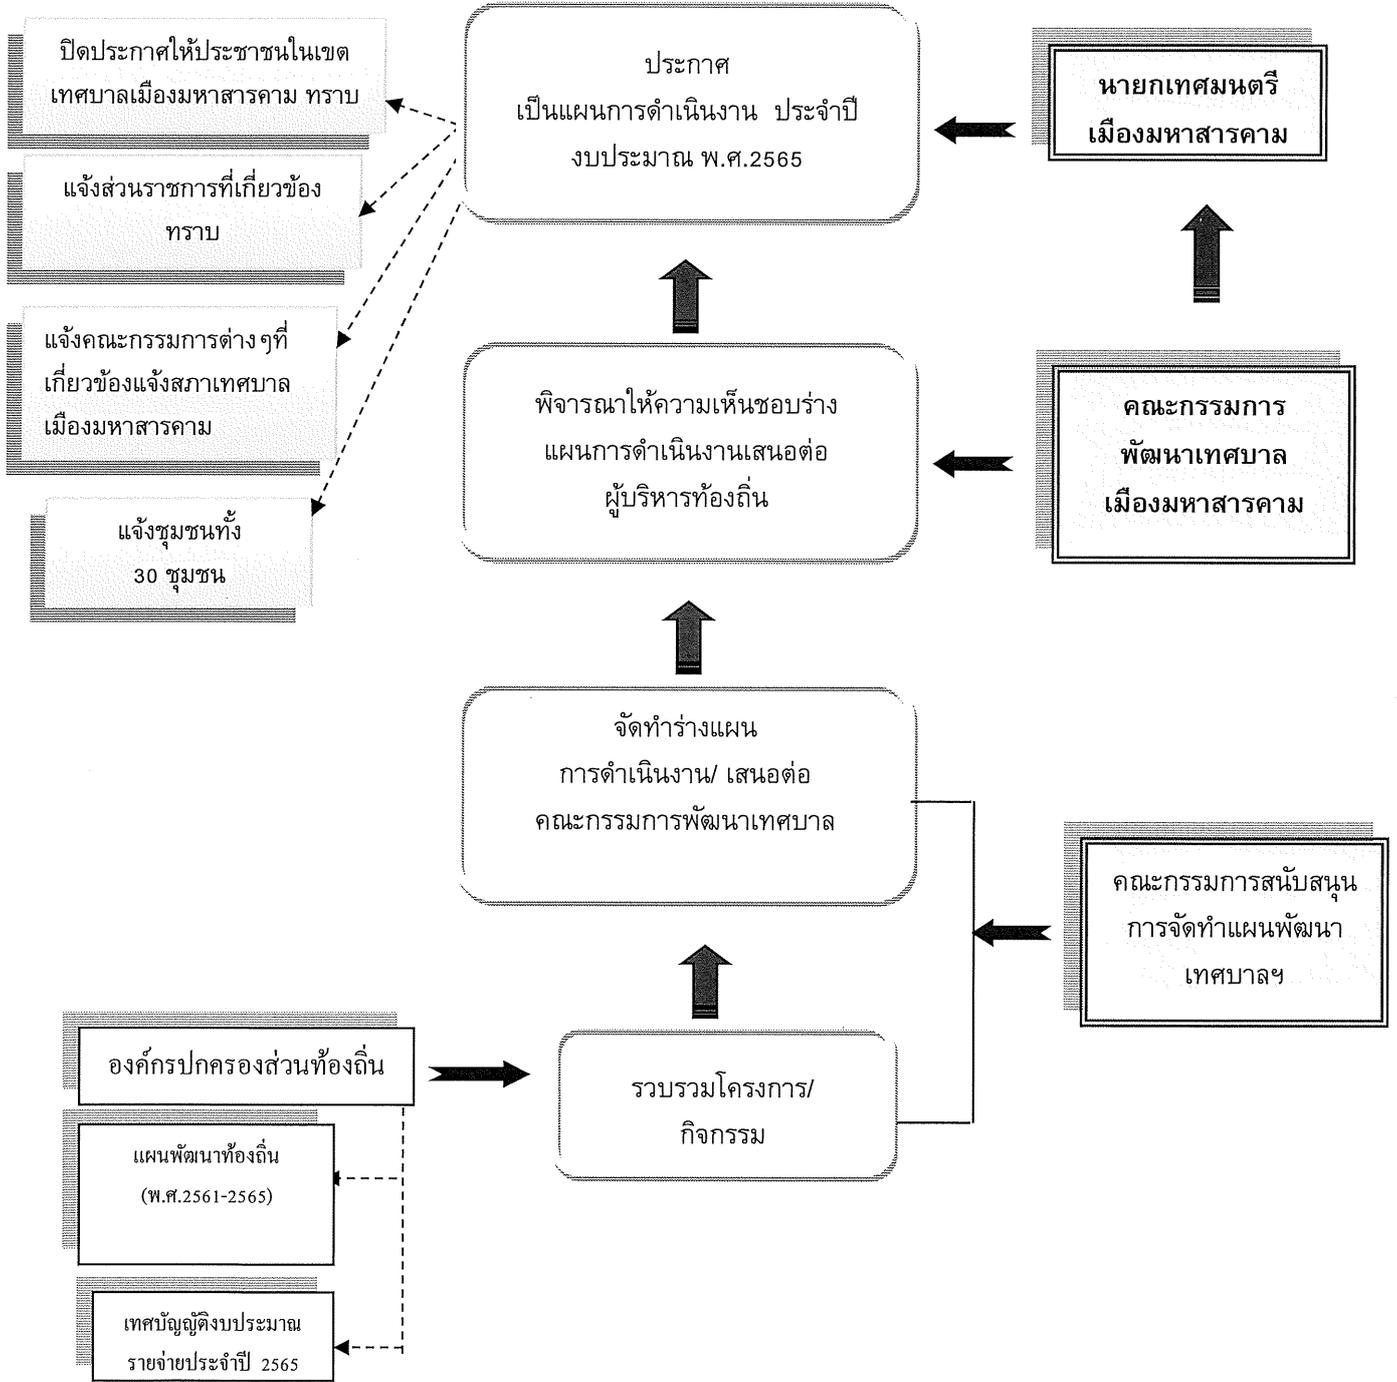 ปิดประกาศให้ประชาชนในเขต
เทศบาลเมืองมหาสารคาม ทราบ
ประกาศ
เป็นแผนการดำเนินงาน ประจำปี
งบประมาณ พ.ศ.2565
นายกเทศมนตรี
เมืองมหาสารคาม
แจ้งส่วนราชการที่เกี่ยวข้อง
ทราบ
แจ้งคณะกรรมการต่าง ๆที่
เกี่ยวข้องแจ้งสภาเทศบาล
เมืองมหาสารคาม
พิจารณาให้ความเห็นชอบร่าง
แผนการดำเนินงานเสนอต่อ
ผู้บริหารท้องถิ่น
คณะกรรมการ
พัฒนาเทศบาล
เมืองมหาสารคาม
แจ้งชุมชนทั้ง
30 ชุมชน
จัดทำร่างแผน
การดำเนินงาน/ เสนอต่อ
คณะกรรมการพัฒนาเทศบาล
คณะกรรมการสนับสนุน
การจัดทำแผนพัฒนา
เทศบาลฯ
องค์กรปกครองส่วนท้องถิ่น
รวบรวมโครงการ/
กิจกรรม
แผนพัฒนาท้องถิ่น
(พ.ศ.2561-2565)
เทศบัญญัติงบประมาณ
รายจ่ายประจำปี 2565